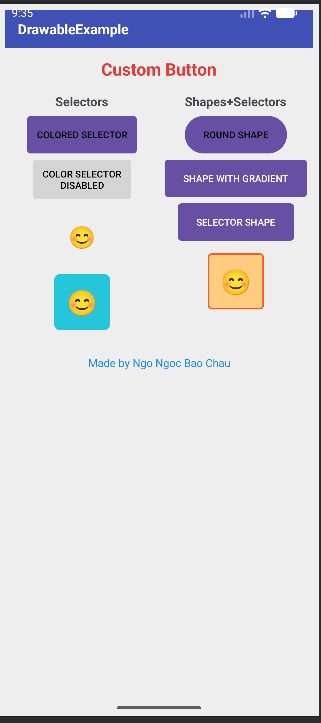 9:35
DrawableExample
Custom Button
Selectors
Shapes+Selectors
COLORED SELECTOR
ROUND SHAPE
COLOR SELECTOR
DISABLED
SHAPE WITH GRADIENT
SELECTOR SHAPE
Made by Ngo Ngoc Bao Chau